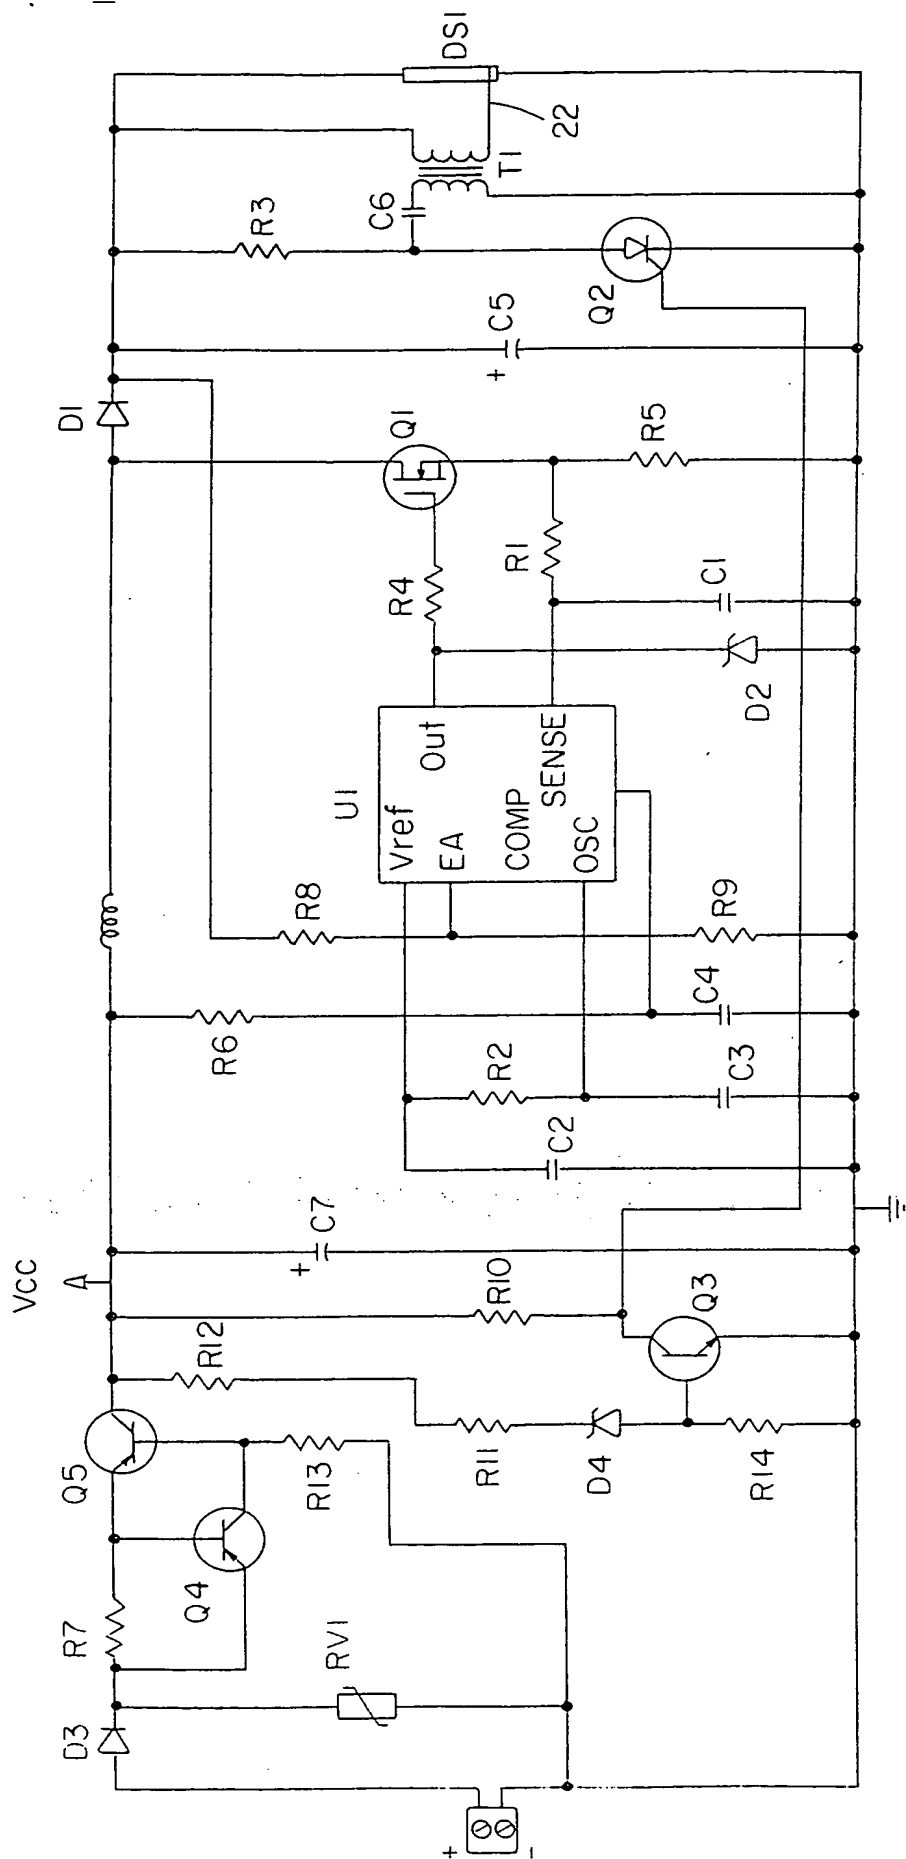 +
-
D3
R7
RV1
Q4
Q5
R13
R12
R11
D4
R14
VCC
R10
Q3
C7
C2
R2
C3
R6
C4
R8
R9
U1
Vref
EA
COMP
OSC
Out
SENSE
D2
R4
R1
C1
Q1
R5
D1
+
C5
+
Q2
R3
C6
T1
22
DS1